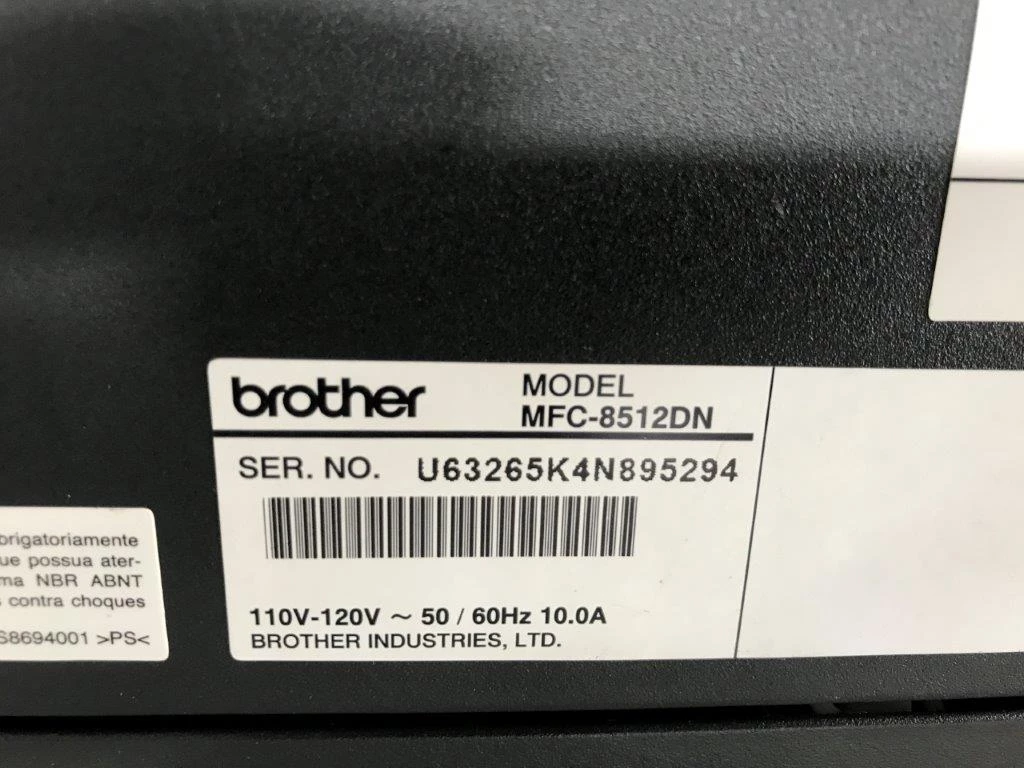 brother
MODEL
MFC-8512DN
SER. NO. U63265K4N895294
110V-120V ~ 50 / 60Hz 10.0A
BROTHER INDUSTRIES, LTD.
brigatoriamente
ue possua ater-
ma NBR ABNT
s contra choques
S8694001 >PS<